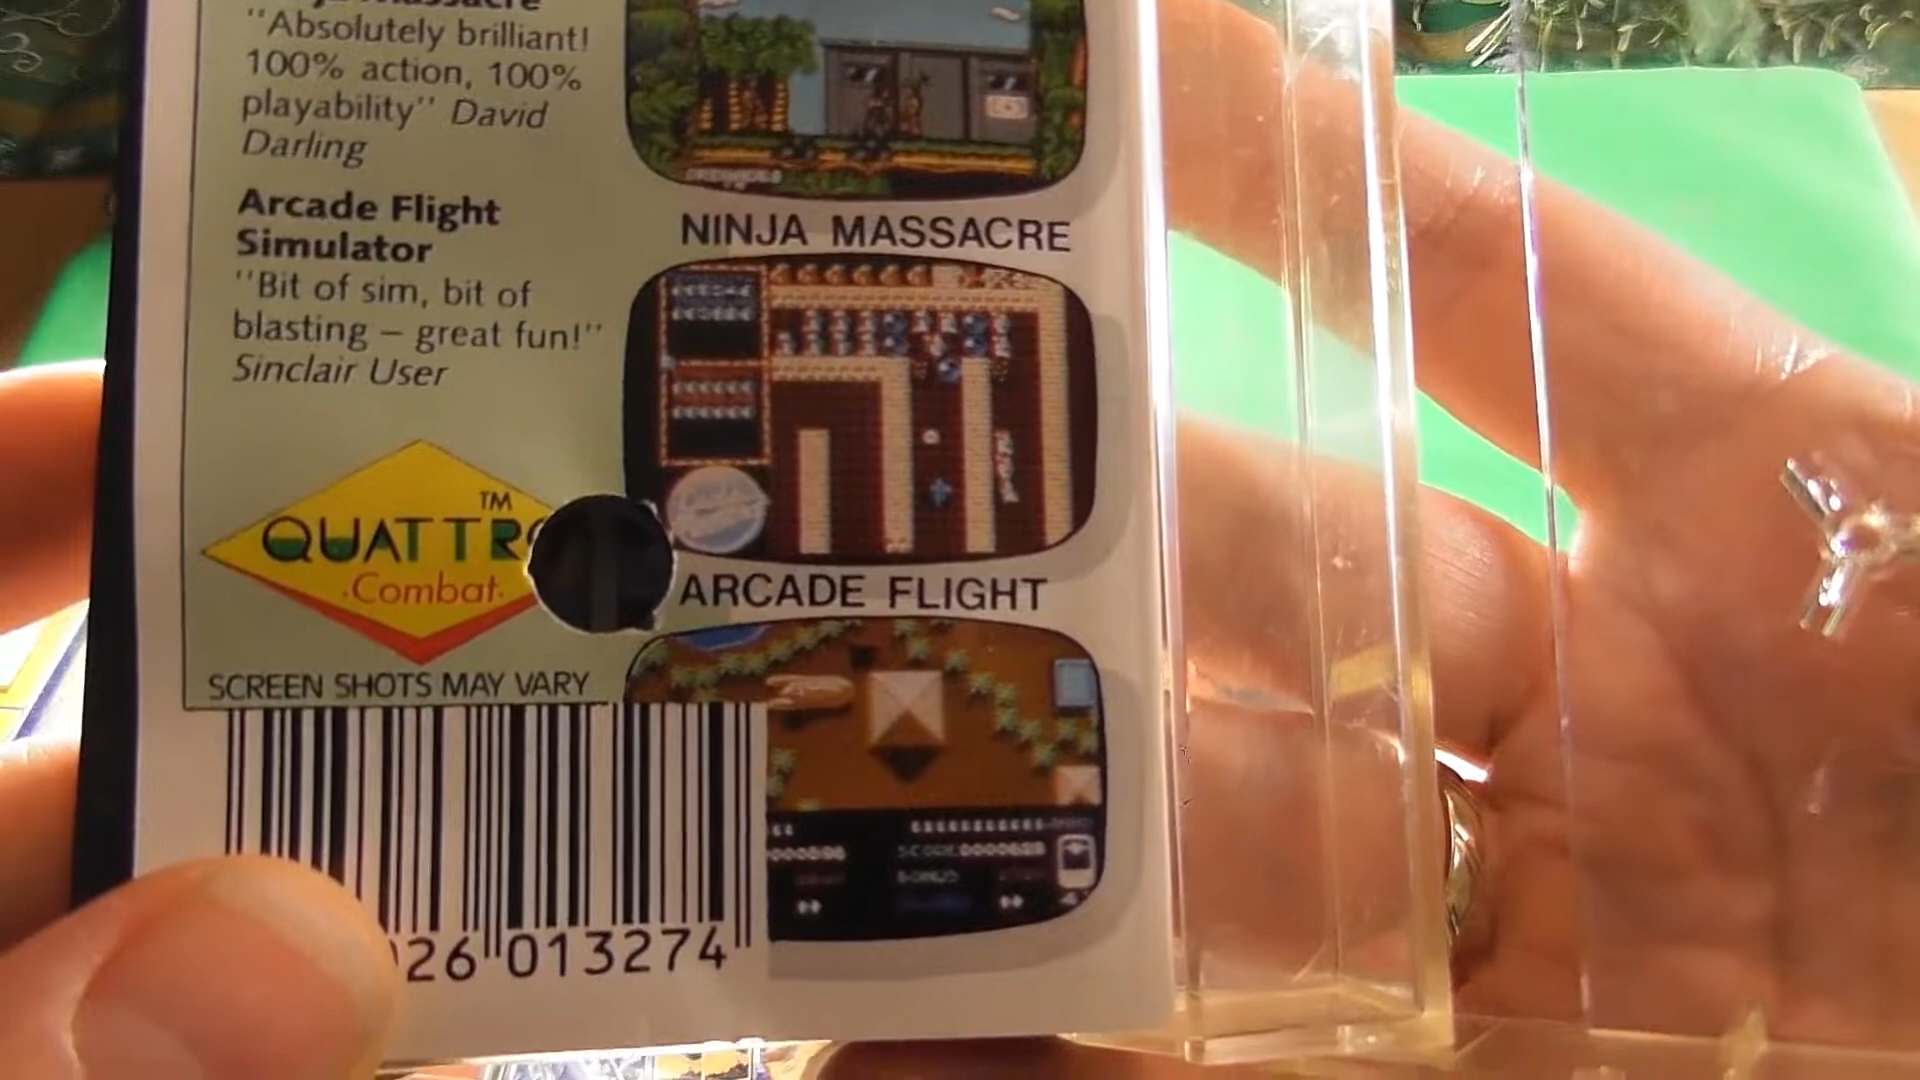 "Absolutely brilliant!
100% action, 100%
playability" David
Darling
Arcade Flight
Simulator
"Bit of sim, bit of
blasting – great fun!"
Sinclair User
TM
Combat
SCREEN SHOTS MAY VARY
26 013274
NINJA MASSACRE
ARCADE FLIGHT